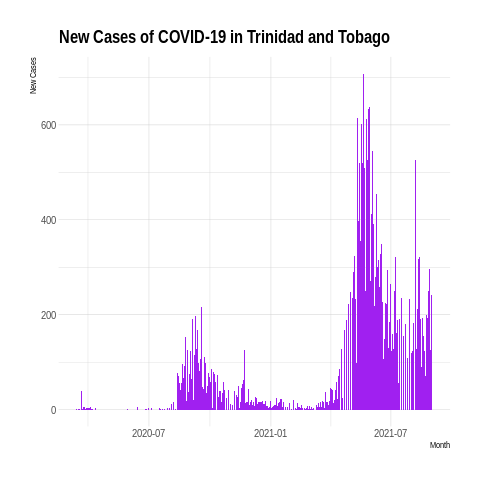 New Cases of COVID-19 in Trinidad and Tobago
New Cases
600
400
200
0
2020-07 2021-01 2021-07
Month